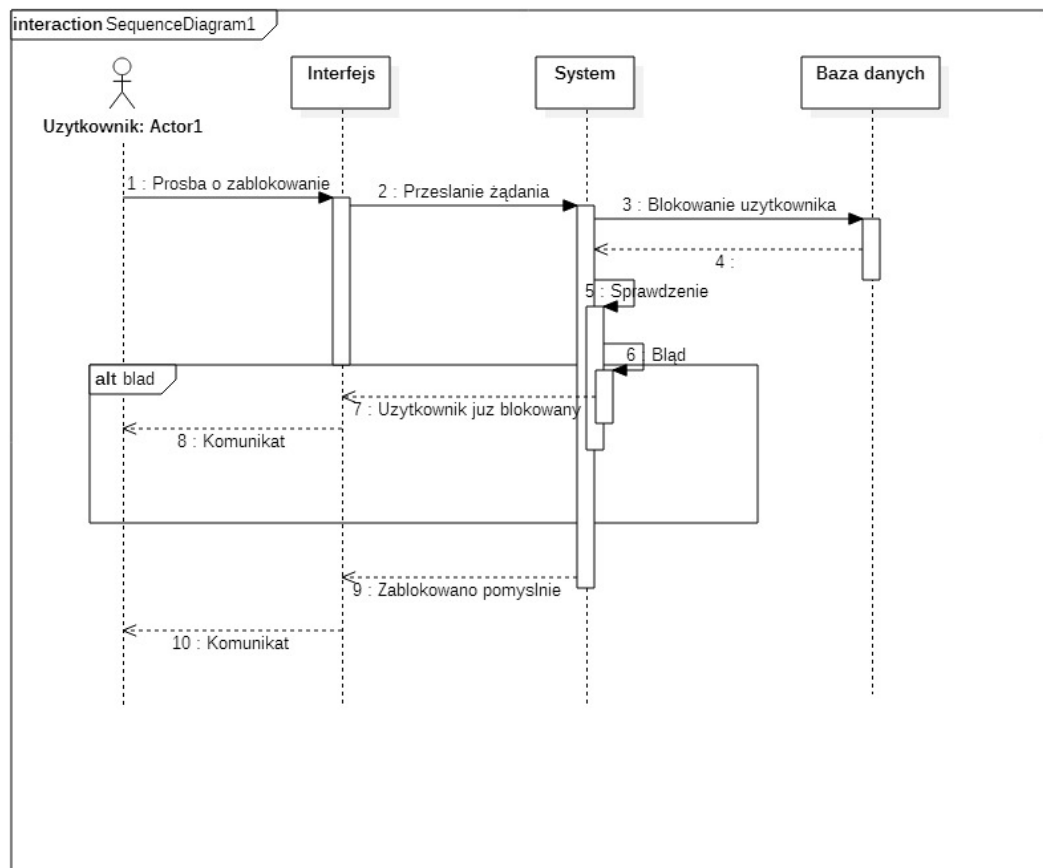 interaction SequenceDiagram1
Interfejs
System
Baza danych
Uzytkownik: Actor1
1 : Prosba o zablokowanie
2 : Przeslanie żądania
3 : Blokowanie uzytkownika
4 :
5 : Sprawdzenie
6 : Bląd
alt blad
7 : Uzytkownik juz blokowany
8 : Komunikat
9 : Zablokowano pomyslnie
10 : Komunikat